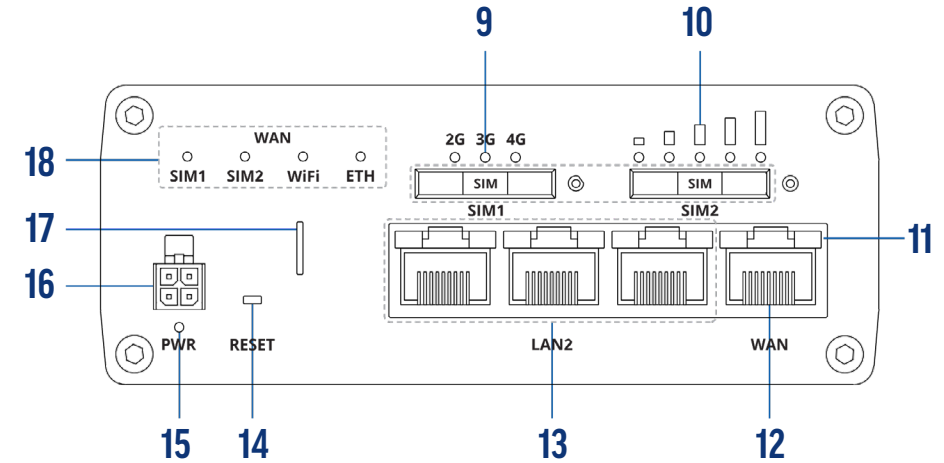 9 10
WAN
2G 3G 4G
18
SIM1 SIM2 WiFi ETH
SIM SIM
SIM1 SIM2
17
11
16
PWR RESET LAN2 WAN
15 14 13 12